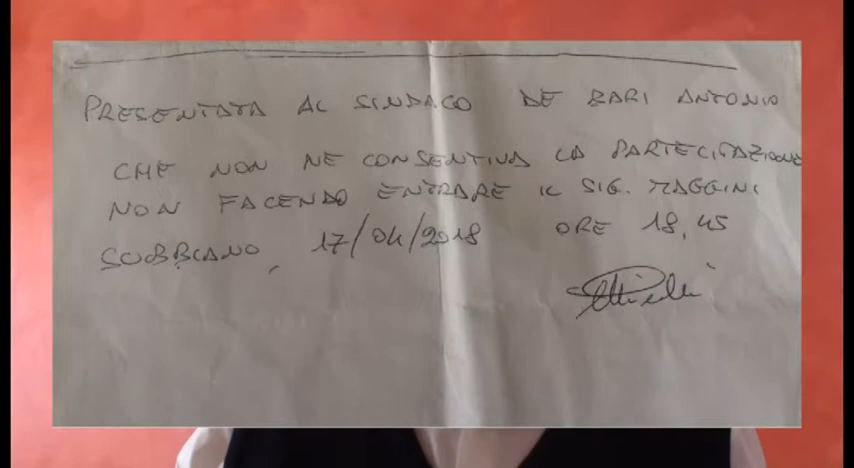 PRESENTATA AL SINDACO DE BARI ANTONIO
CHE NON NE CONSENTIVA LA PARTECIPAZIONE
NON FACENDO ENTRARE IL SIG. MAGGINI
SUBBIANO, 17/04/2018 ORE 18,45